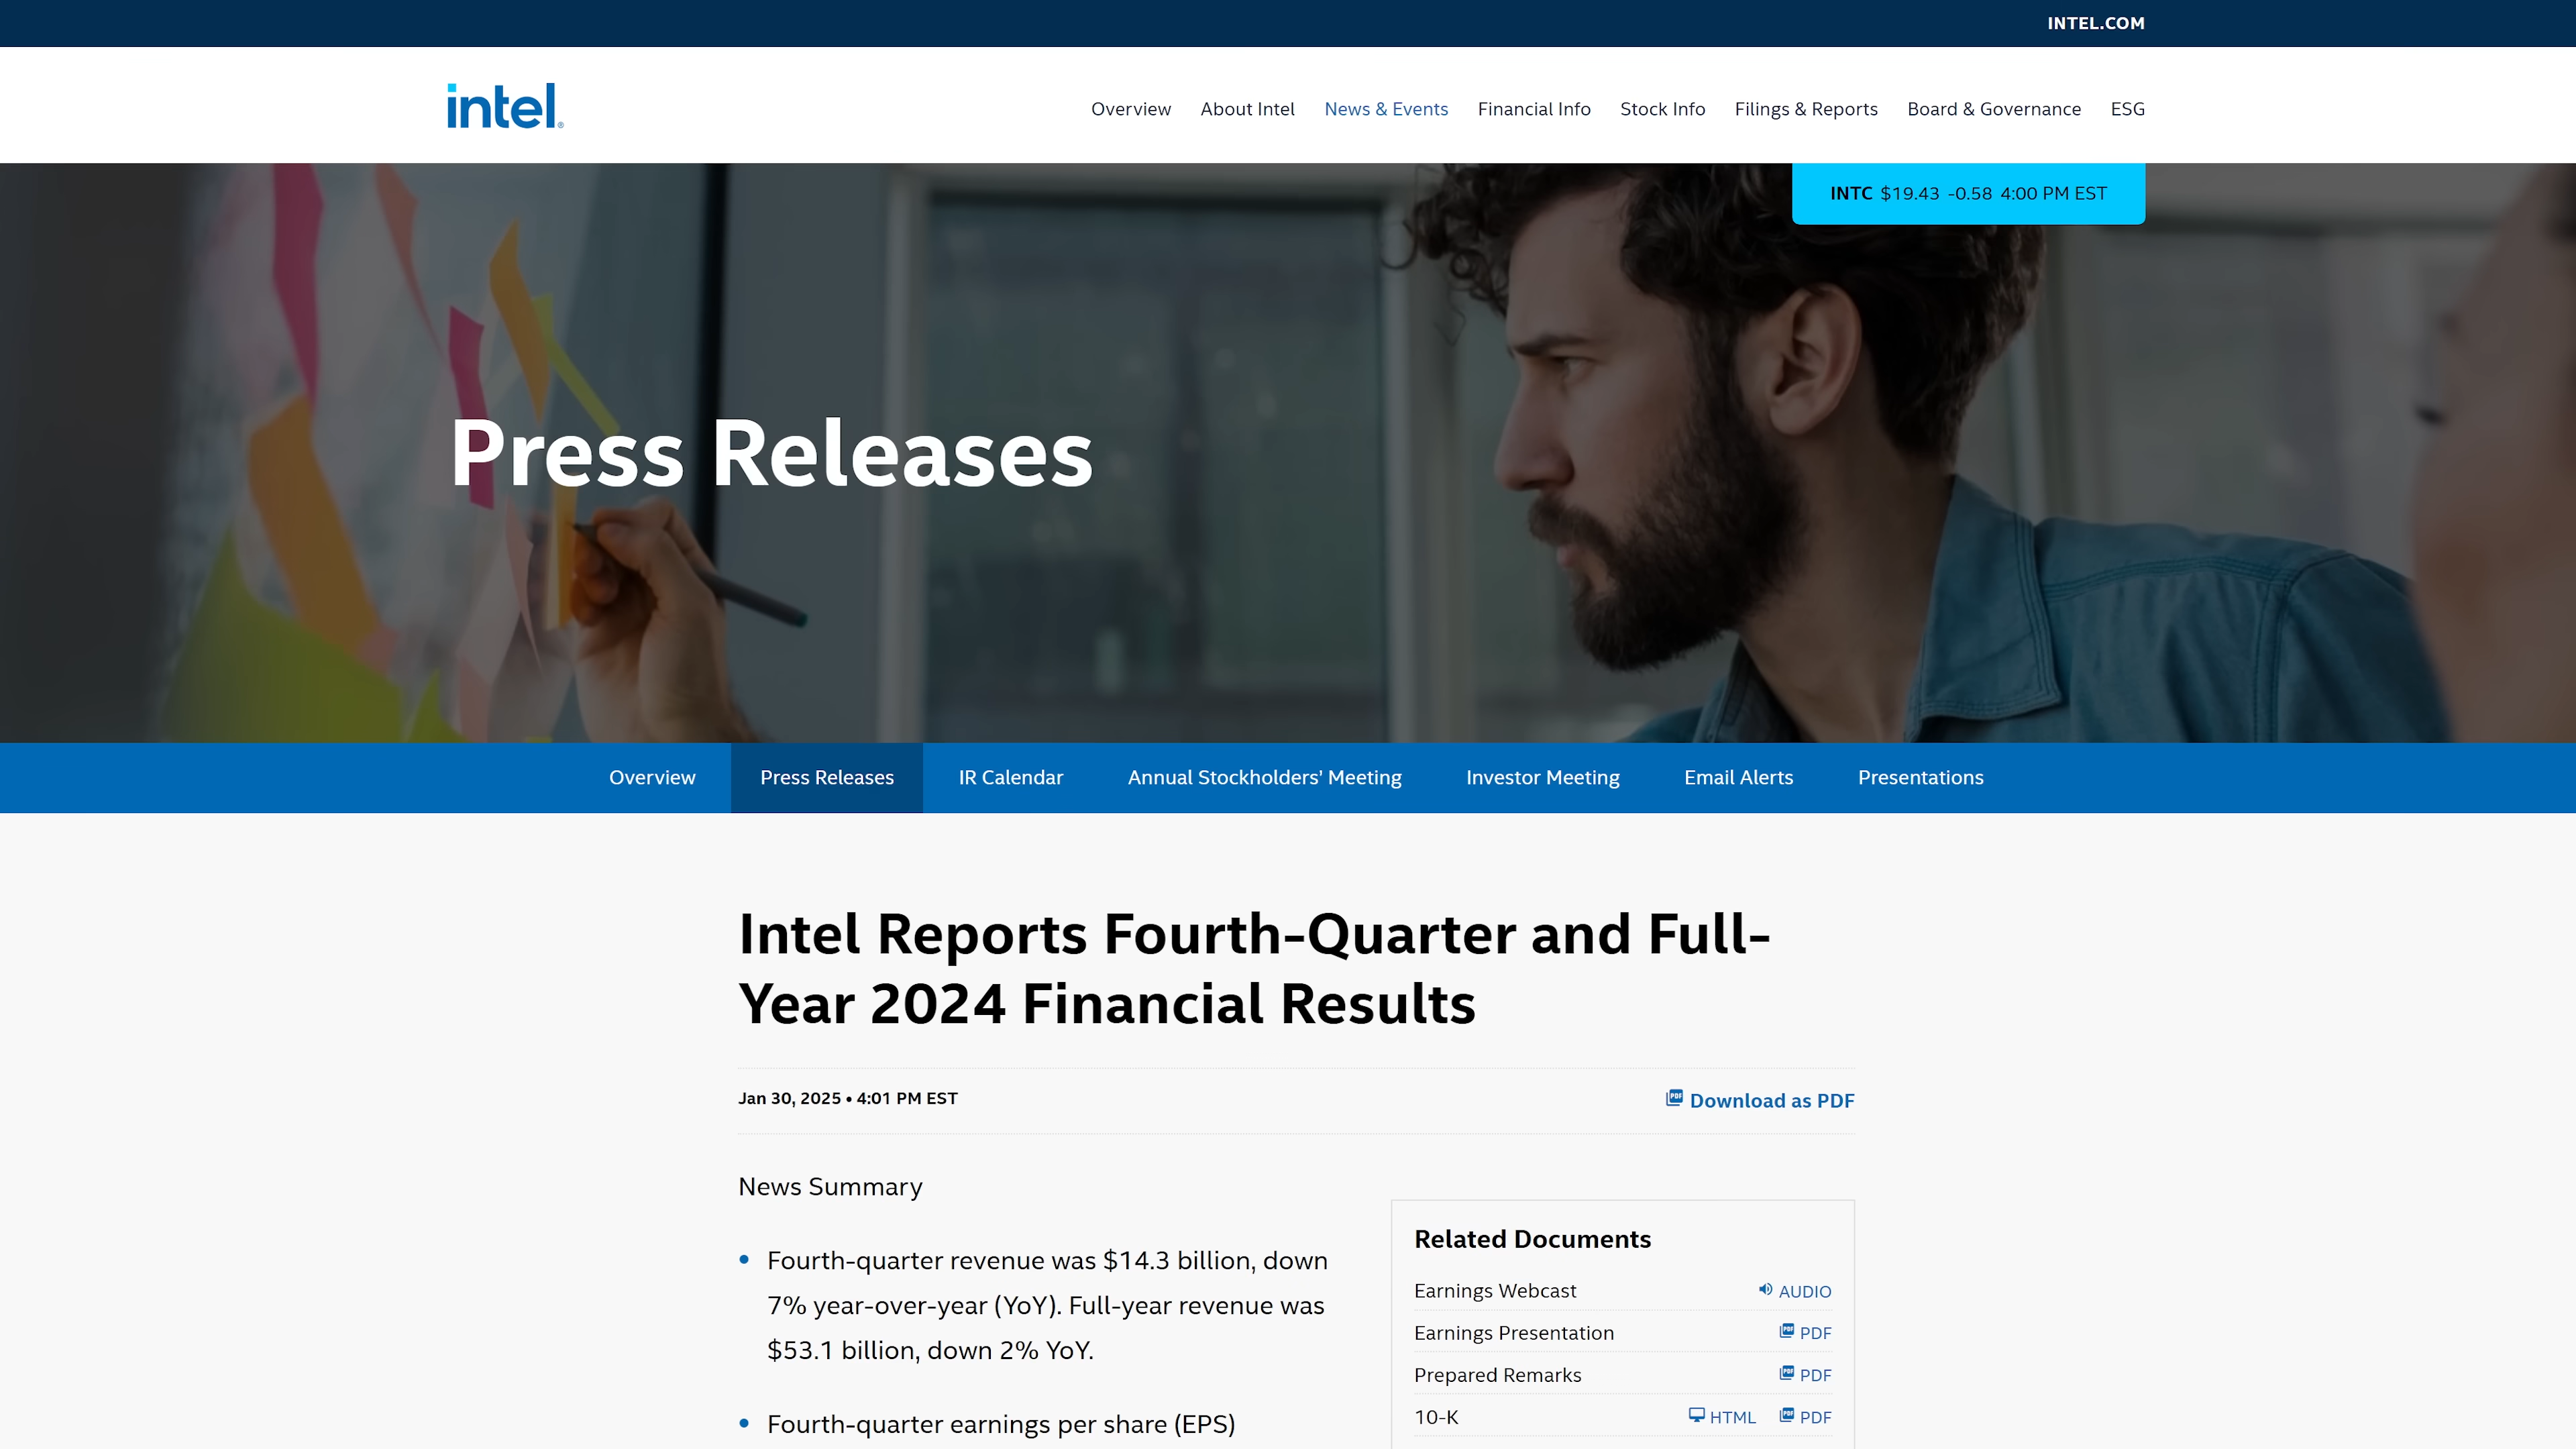 INTEL.COM
intel®
Overview About Intel News & Events Financial Info Stock Info Filings & Reports Board & Governance ESG
INTC $19.43 -0.58 4:00 PM EST
Press Releases
Overview Press Releases IR Calendar Annual Stockholders’ Meeting Investor Meeting Email Alerts Presentations
Intel Reports Fourth-Quarter and Full-
Year 2024 Financial Results
Jan 30, 2025 • 4:01 PM EST
PDF Download as PDF
News Summary
• Fourth-quarter revenue was $14.3 billion, down
7% year-over-year (YoY). Full-year revenue was
$53.1 billion, down 2% YoY.
• Fourth-quarter earnings per share (EPS)
Related Documents
Earnings Webcast AUDIO
Earnings Presentation PDF PDF
Prepared Remarks PDF PDF
10-K HTML PDF PDF